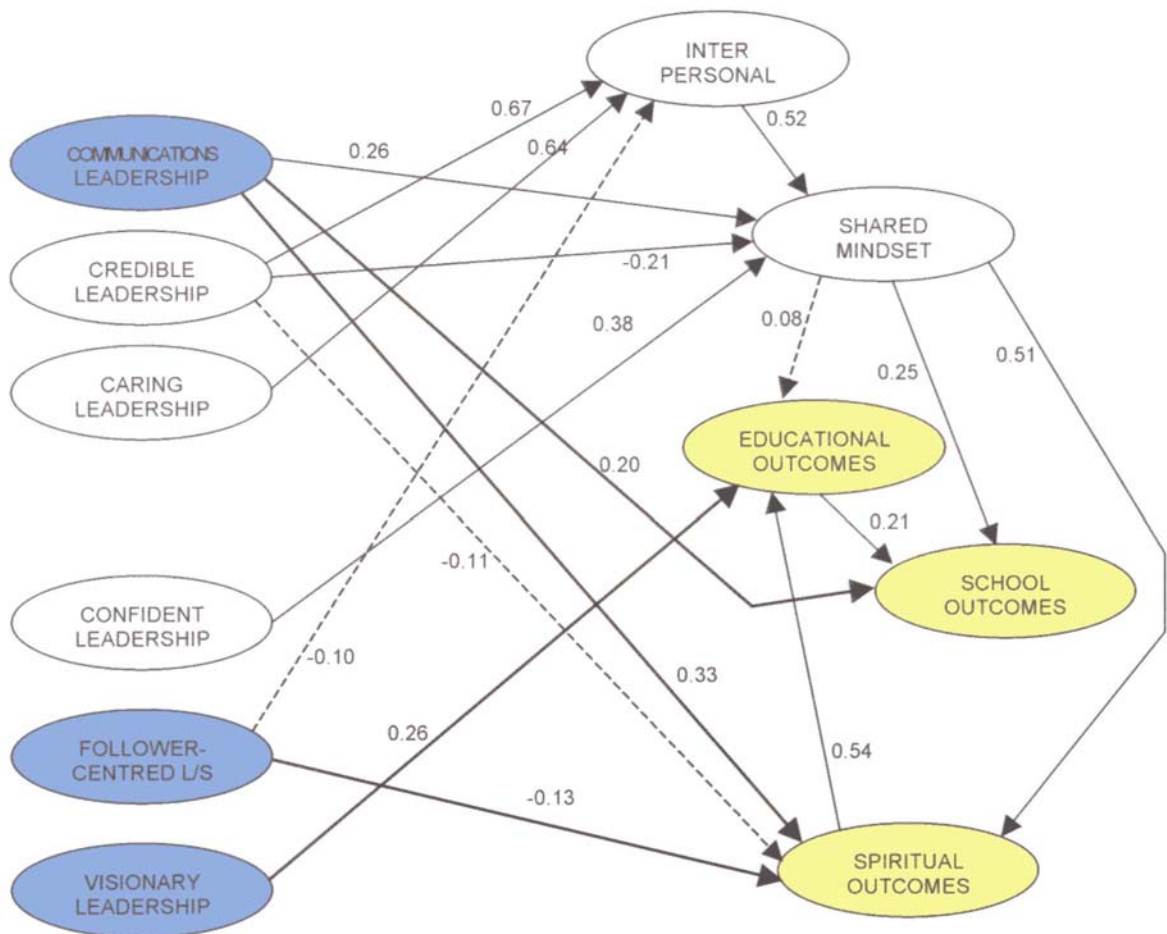 INTER
PERSONAL
0.67
0.52
COMMUNICATIONS
LEADERSHIP
0.26
0.64
SHARED
MINDSET
CREDIBLE
LEADERSHIP
-0.21
0.38
0.08
0.51
CARING
LEADERSHIP
0.25
EDUCATIONAL
OUTCOMES
0.20
0.21
-0.11
SCHOOL
OUTCOMES
CONFIDENT
LEADERSHIP
-0.10
0.33
0.26
FOLLOWER-
CENTRED L/S
0.54
-0.13
VISIONARY
LEADERSHIP
SPIRITUAL
OUTCOMES